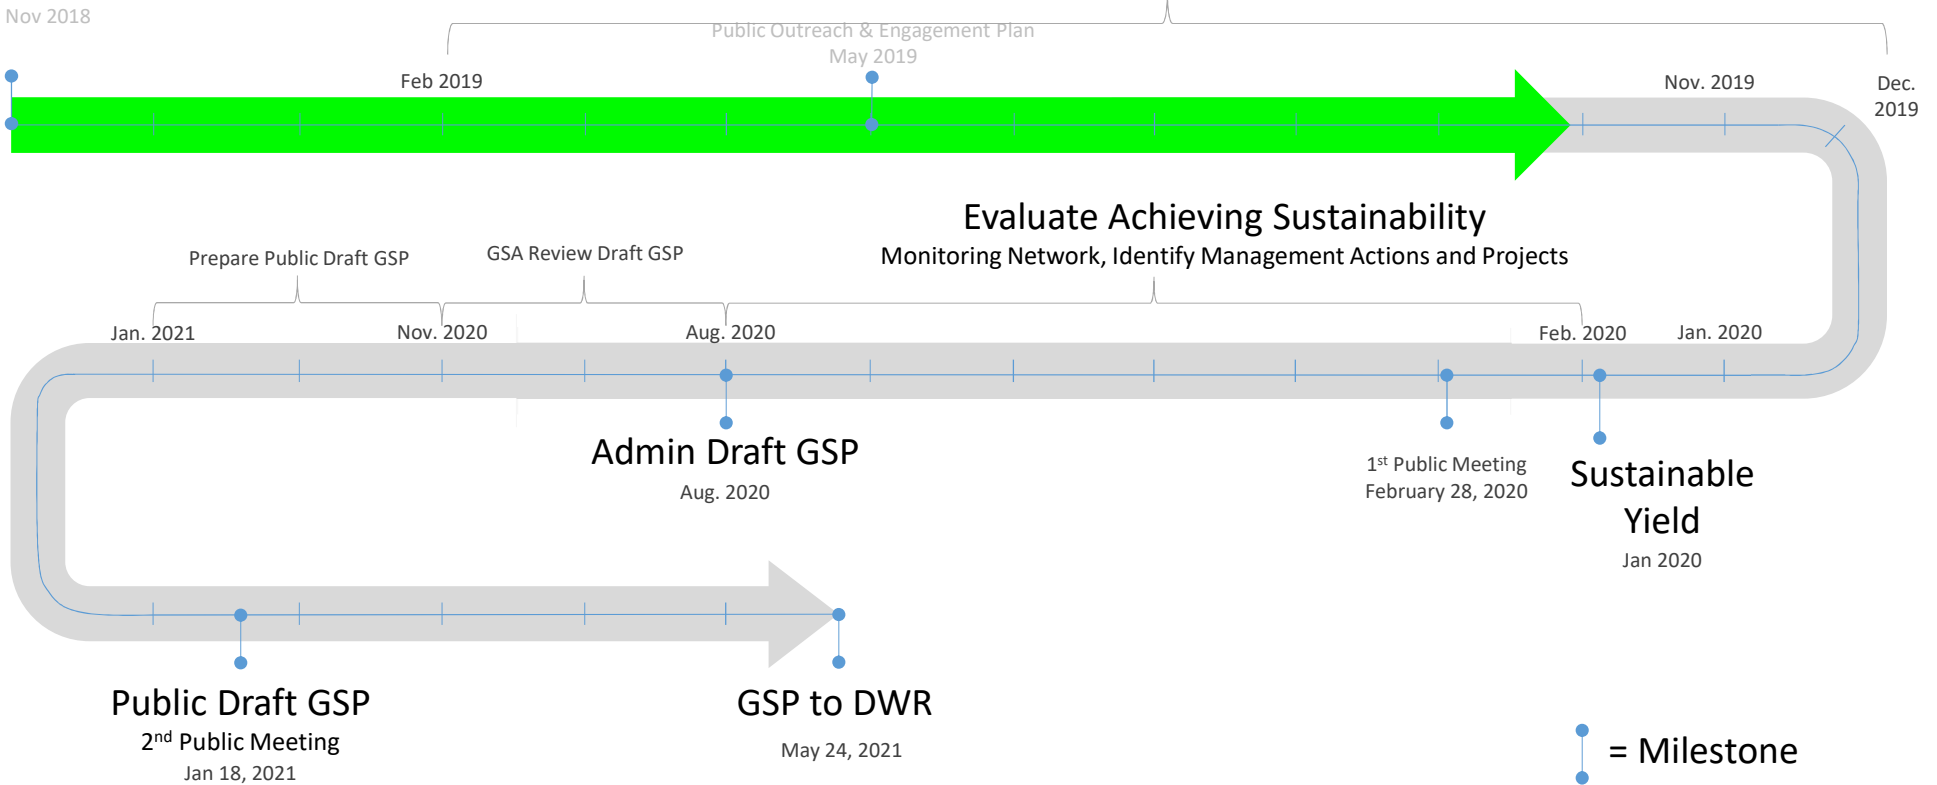 Nov 2018
Public Outreach & Engagement Plan
May 2019
Feb 2019
Nov. 2019
Dec.
2019
Evaluate Achieving Sustainability
Monitoring Network, Identify Management Actions and Projects
Prepare Public Draft GSP
GSA Review Draft GSP
Jan. 2021
Nov. 2020
Aug. 2020
Feb. 2020
Jan. 2020
Admin Draft GSP
Aug. 2020
1st Public Meeting
February 28, 2020
Sustainable
Yield
Jan 2020
Public Draft GSP
2nd Public Meeting
Jan 18, 2021
GSP to DWR
May 24, 2021
= Milestone